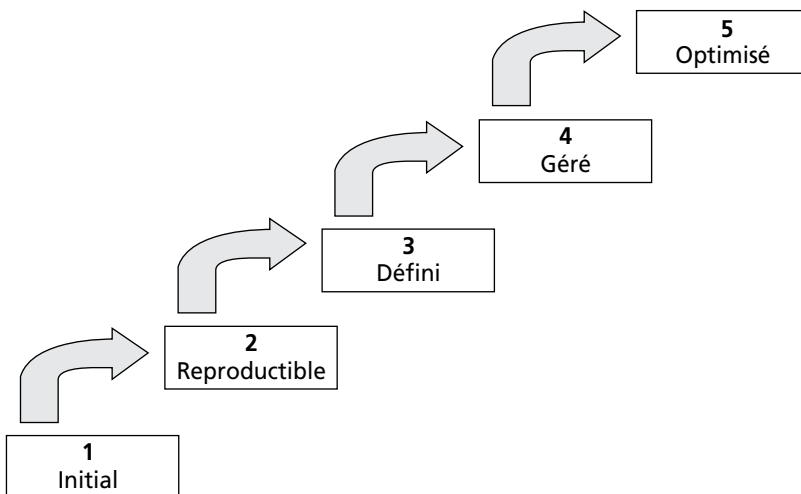 5
Optimisé
4
Géré
3
Défini
2
Reproductible
1
Initial